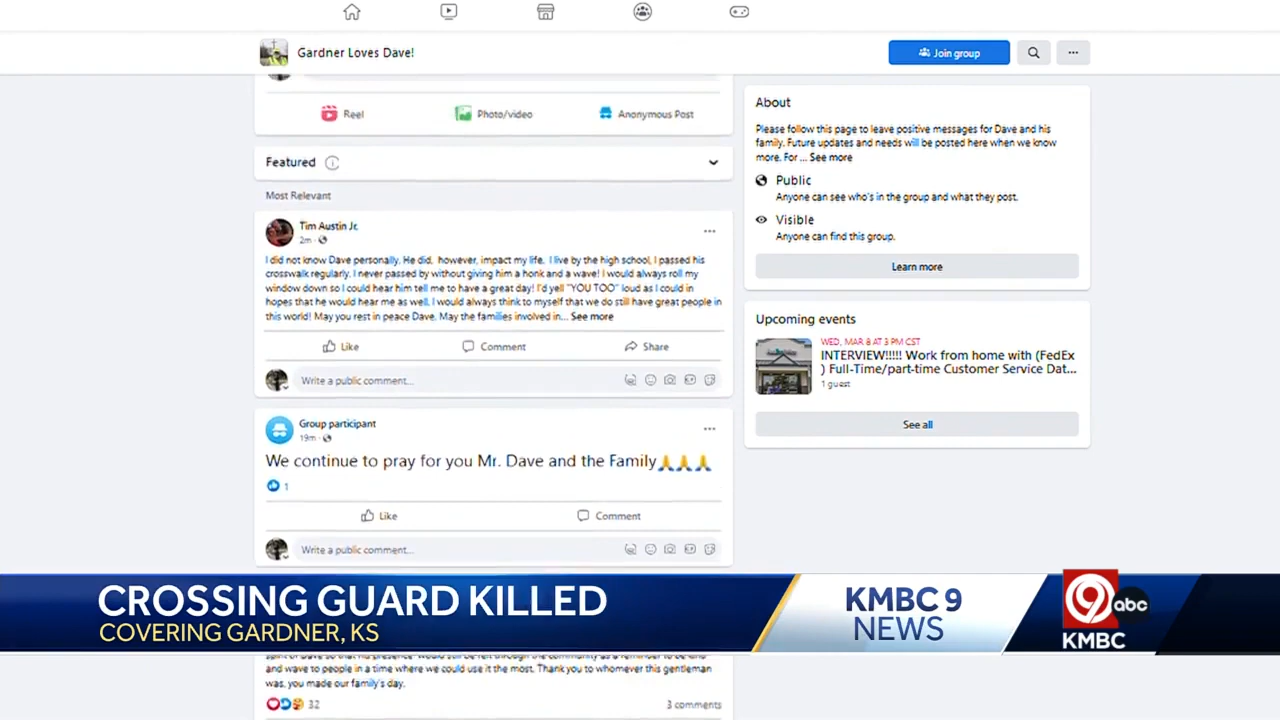 Gardner Loves Dave!
Join group
Reel
Photo/video
Anonymous Post
Featured
Most Relevant
Tim Austin Jr.
2m
I did not know Dave personally. He did, however, impact my life. I live by the high school, I passed his
crosswalk regularly. I never passed by without giving him a honk and a wave! I would always roll my
window down so I could hear him tell me to have a great day! I'd yell "YOU TOO" loud as I could in
hopes that he would hear me as well. I would always think to myself that we do still have great people in
this world! May you rest in peace Dave. May the families involved in... See more
Like
Comment
Share
Write a public comment...
Group participant
19m
We continue to pray for you Mr. Dave and the Family🙏🙏🙏
1
Like
Comment
Write a public comment...
About
Please follow this page to leave positive messages for Dave and his
family. Future updates and needs will be posted here when we know
more. For ... See more
Public
Anyone can see who's in the group and what they post.
Visible
Anyone can find this group.
Learn more
Upcoming events
WED, MAR 8 AT 3 PM CST
INTERVIEW!!!!! Work from home with (FedEx
) Full-Time/part-time Customer Service Dat...
1 guest
See all
CROSSING GUARD KILLED
COVERING GARDNER, KS
KMBC 9
NEWS
9
abc
KMBC
and wave to people in a time where we could use it the most. Thank you to whomever this gentleman
was, you made our family's day.
32
3 comments